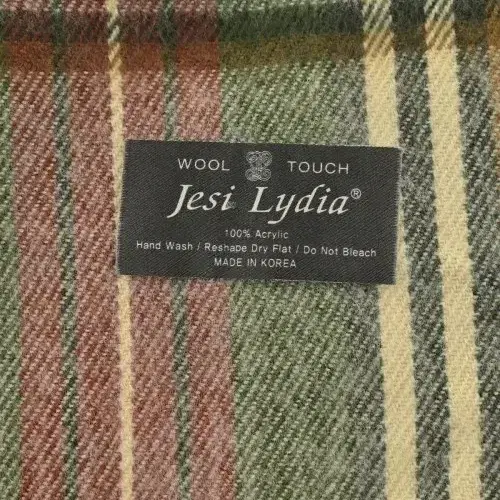 WOOL TOUCH
Jesi Lydia®
100% Acrylic
Hand Wash / Reshape Dry Flat / Do Not Bleach
MADE IN KOREA